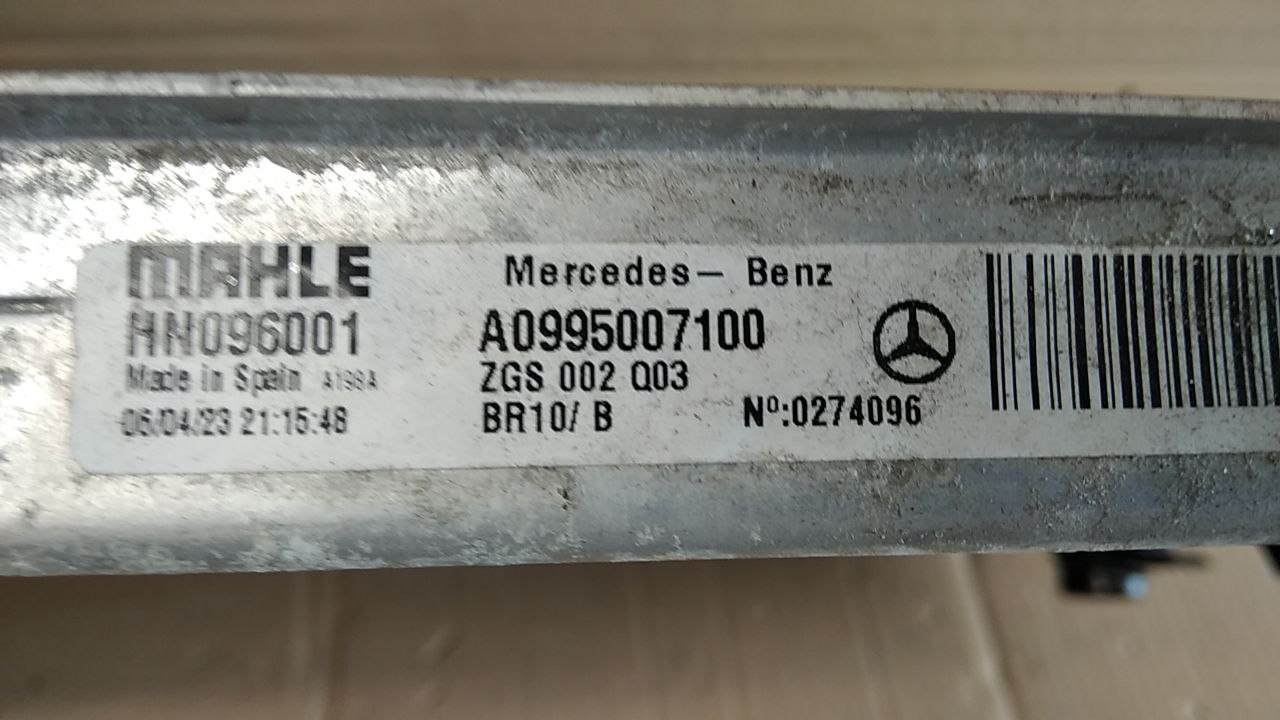 MAHLE
HN096001
Made in Spain A198A
06/04/23 21:15:48
Mercedes- Benz
A0995007100
ZGS 002 Q03
BR10/ B Nº:0274096